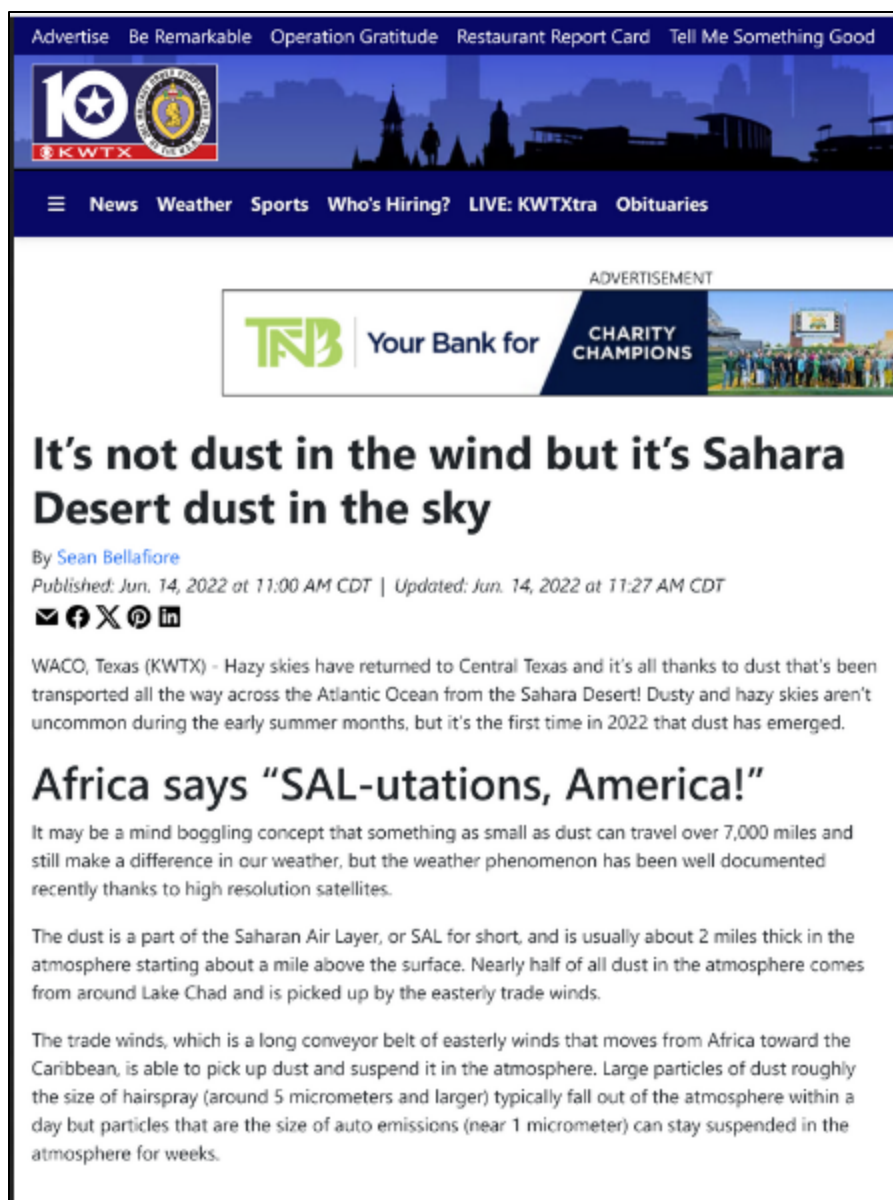 Advertise Be Remarkable Operation Gratitude Restaurant Report Card Tell Me Something Good
10
KWTX
≡ News Weather Sports Who's Hiring? LIVE: KWTXtra Obituaries
ADVERTISEMENT
TFNB Your Bank for CHARITY
CHAMPIONS
It's not dust in the wind but it's Sahara
Desert dust in the sky
By Sean Bellafiore
Published: Jun. 14, 2022 at 11:00 AM CDT | Updated: Jun. 14, 2022 at 11:27 AM CDT
WACO, Texas (KWTX) - Hazy skies have returned to Central Texas and it's all thanks to dust that's been
transported all the way across the Atlantic Ocean from the Sahara Desert! Dusty and hazy skies aren't
uncommon during the early summer months, but it's the first time in 2022 that dust has emerged.
Africa says “SAL-utations, America!”
It may be a mind boggling concept that something as small as dust can travel over 7,000 miles and
still make a difference in our weather, but the weather phenomenon has been well documented
recently thanks to high resolution satellites.
The dust is a part of the Saharan Air Layer, or SAL for short, and is usually about 2 miles thick in the
atmosphere starting about a mile above the surface. Nearly half of all dust in the atmosphere comes
from around Lake Chad and is picked up by the easterly trade winds.
The trade winds, which is a long conveyor belt of easterly winds that moves from Africa toward the
Caribbean, is able to pick up dust and suspend it in the atmosphere. Large particles of dust roughly
the size of hairspray (around 5 micrometers and larger) typically fall out of the atmosphere within a
day but particles that are the size of auto emissions (near 1 micrometer) can stay suspended in the
atmosphere for weeks.